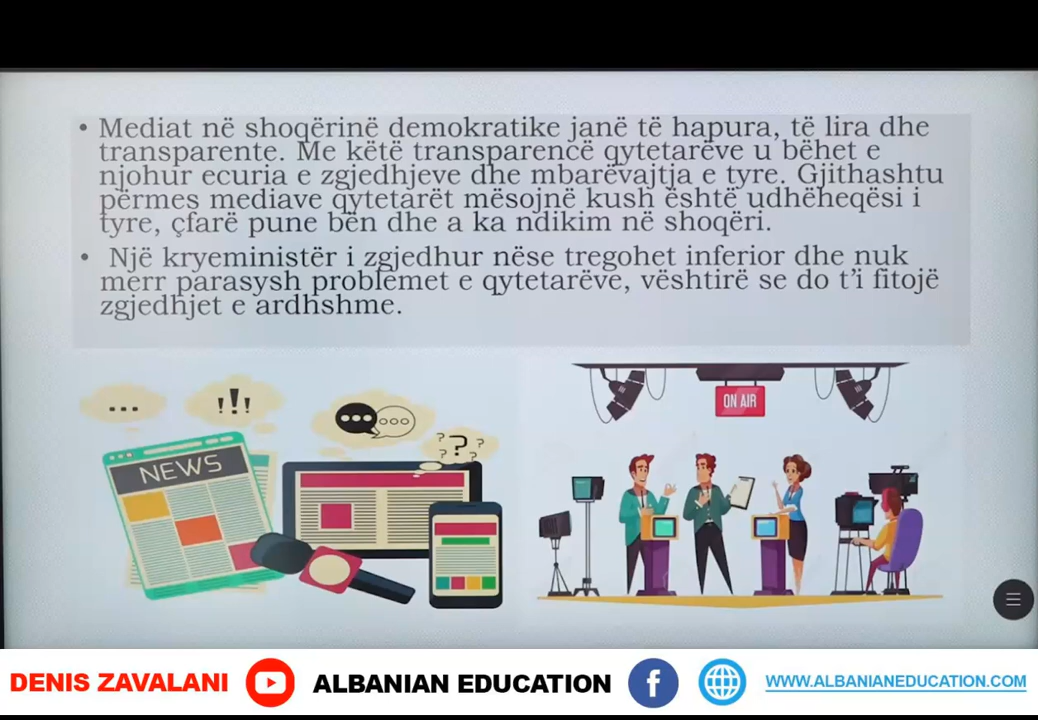 • Mediat në shoqërinë demokratike janë të hapura, të lira dhe
transparente. Me këtë transparencë qytetarëve u bëhet e
njohur ecuria e zgjedhjeve dhe mbarëvajtja e tyre. Gjithashtu
përmes mediave qytetarët mësojnë kush është udhëheqësi i
tyre, çfarë pune bën dhe a ka ndikim në shoqëri.
• Një kryeministër i zgjedhur nëse tregohet inferior dhe nuk
merr parasysh problemet e qytetarëve, vështirë se do t’i fitojë
zgjedhjet e ardhshme.
...
!!!
? ? ? ? ?
NEWS
ON AIR
DENIS ZAVALANI
ALBANIAN EDUCATION
f
WWW.ALBANIANEDUCATION.COM